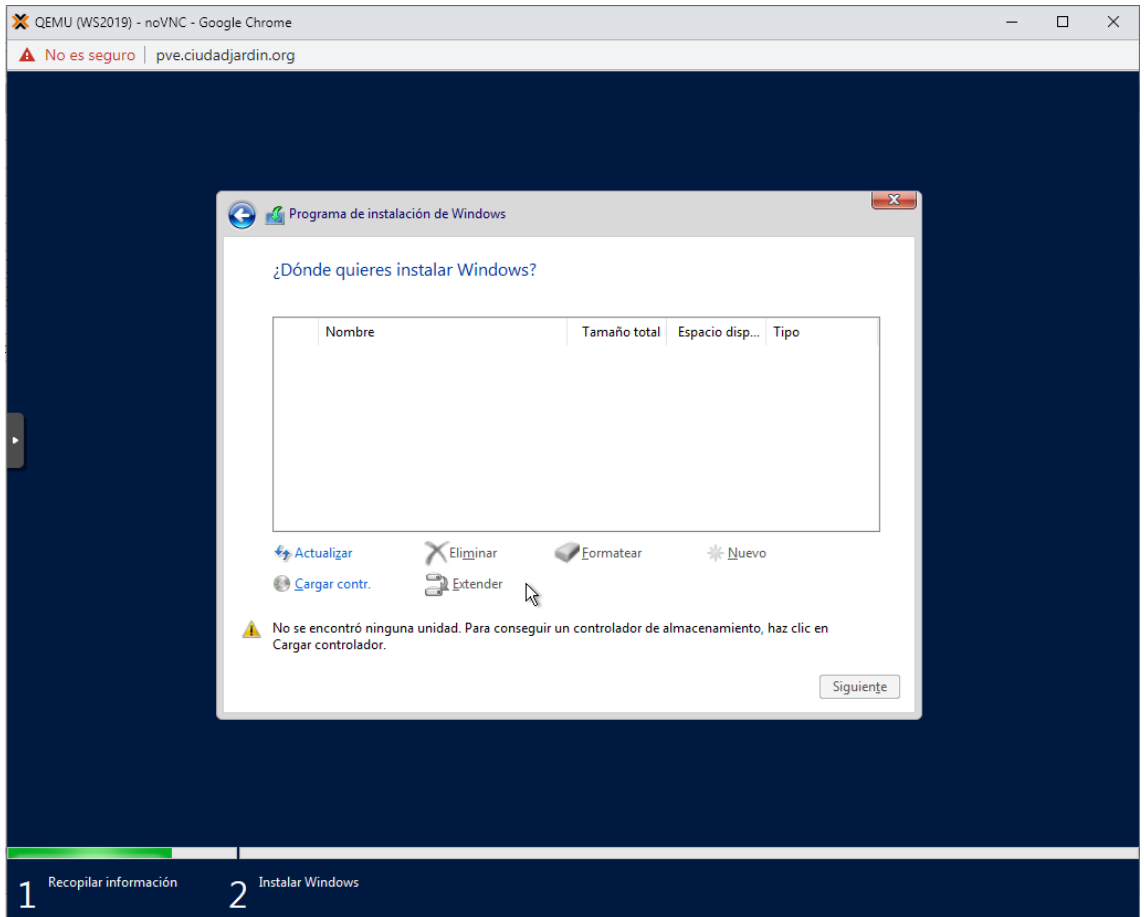 QEMU (WS2019) - noVNC - Google Chrome
No es seguro | pve.ciudadjardin.org
Programa de instalación de Windows
¿Dónde quieres instalar Windows?
Nombre Tamaño total Espacio disp... Tipo
Actualizar Eliminar Formatear Nuevo
Cargar contr. Extender
No se encontró ninguna unidad. Para conseguir un controlador de almacenamiento, haz clic en
Cargar controlador.
Siguiente
1 Recopilar información 2 Instalar Windows